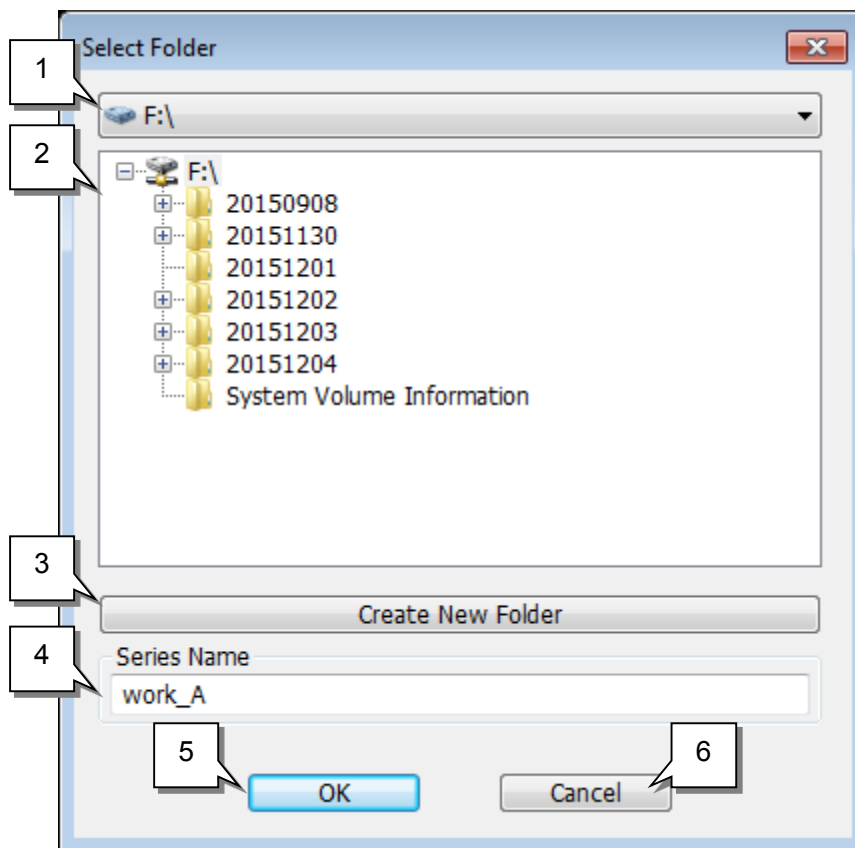 Select Folder
1
F:\
2
F:\
20150908
20151130
20151201
20151202
20151203
20151204
System Volume Information
3
Create New Folder
4
Series Name
work_A
5
6
OK
Cancel